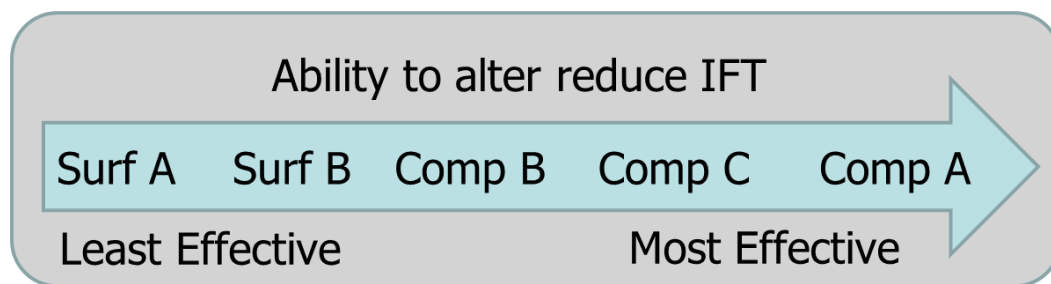 Ability to alter reduce IFT
Surf A Surf B Comp B Comp C Comp A
Least Effective Most Effective